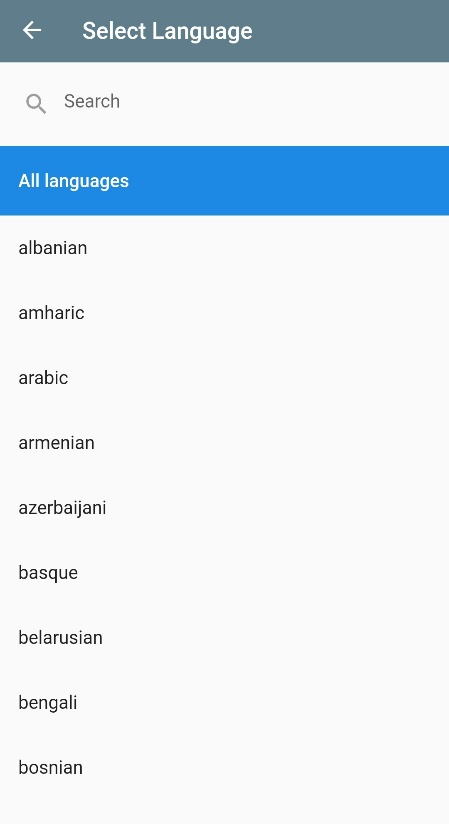 Select Language
Search
All languages
albanian
amharic
arabic
armenian
azerbaijani
basque
belarusian
bengali
bosnian